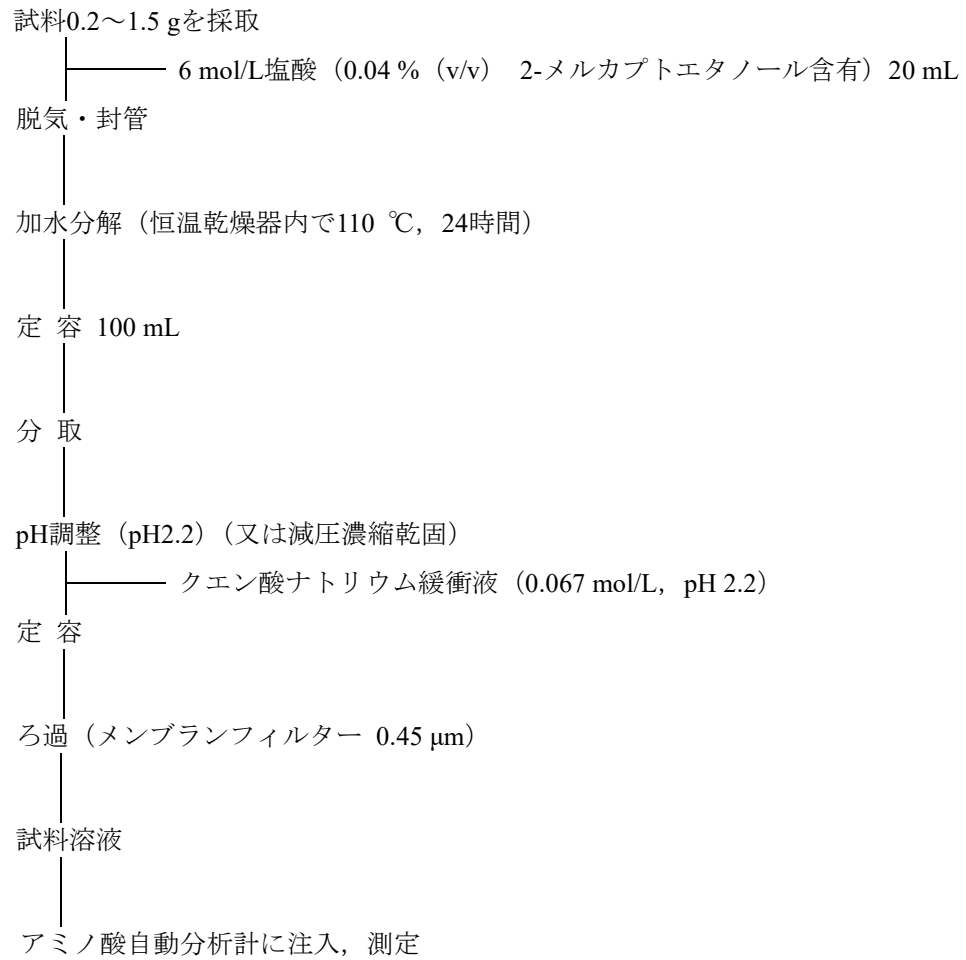 試料0.2～1.5 gを採取
6 mol/L塩酸（0.04 %（v/v） 2-メルカプトエタノール含有）20 mL
脱気・封管
加水分解（恒温乾燥器内で110 ℃，24時間）
定 容 100 mL
分 取
pH調整（pH2.2）（又は減圧濃縮乾固）
クエン酸ナトリウム緩衝液（0.067 mol/L，pH 2.2）
定 容
ろ過（メンブランフィルター 0.45 μm）
試料溶液
アミノ酸自動分析計に注入，測定